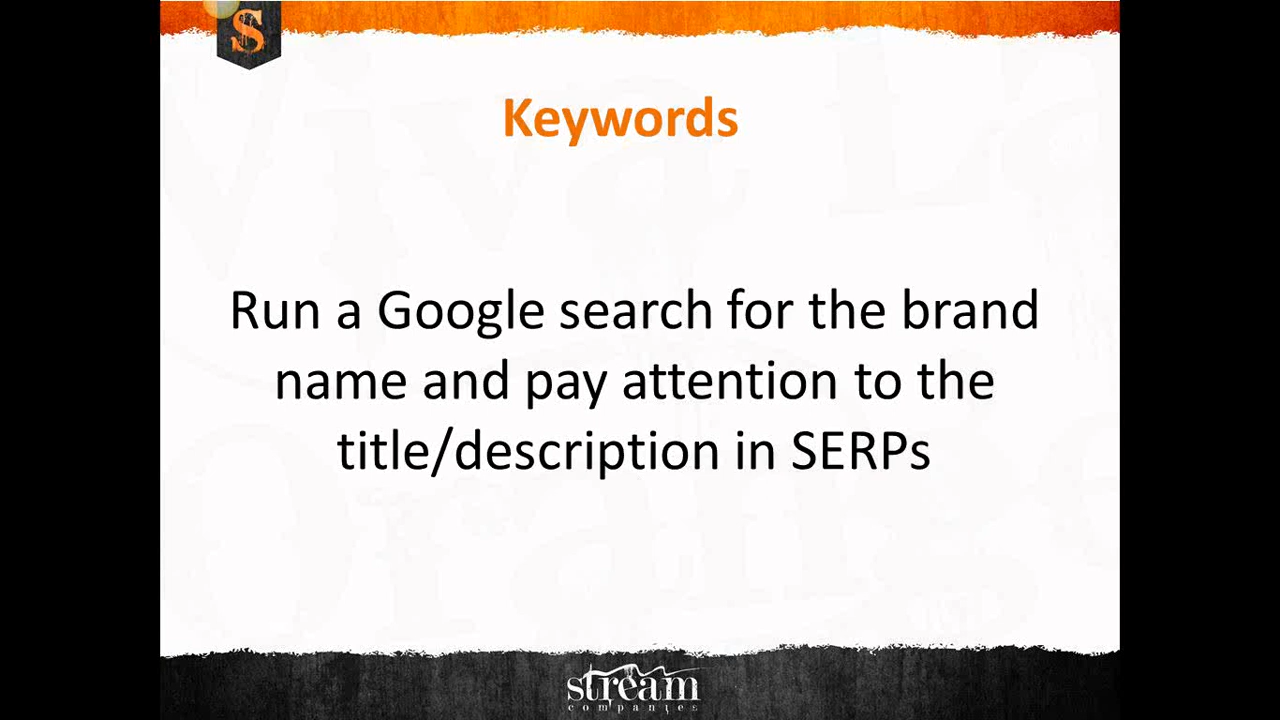 S
Keywords
Run a Google search for the brand
name and pay attention to the
title/description in SERPs
stream
companies